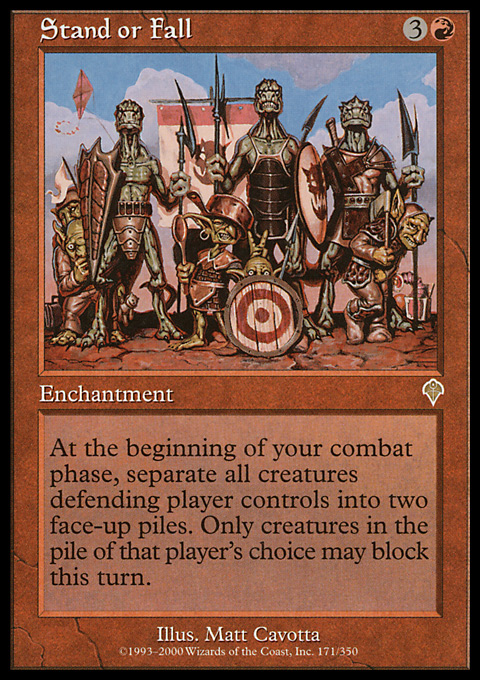 Stand or Fall 3
Enchantment
At the beginning of your combat
phase, separate all creatures
defending player controls into two
face-up piles. Only creatures in the
pile of that player's choice may block
this turn.
Illus. Matt Cavotta
©1993–2000 Wizards of the Coast, Inc. 171/350